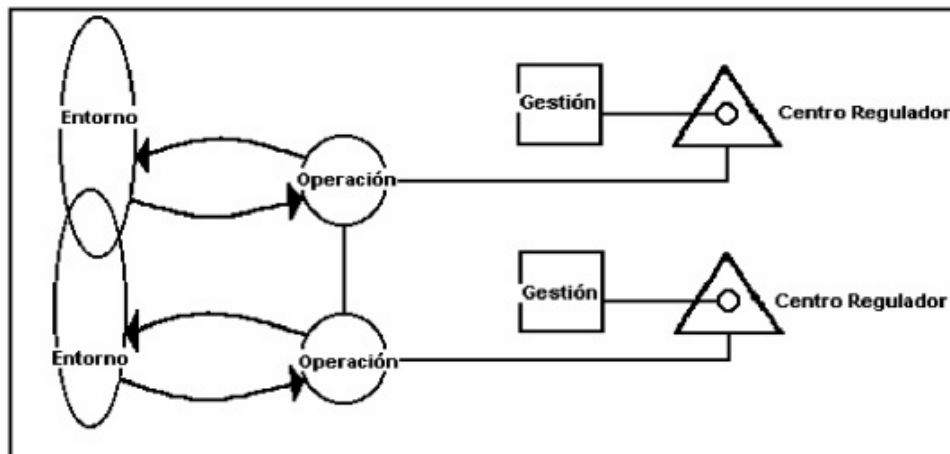 Entorno
Operación
Gestión
Centro Regulador
Entorno
Operación
Gestión
Centro Regulador